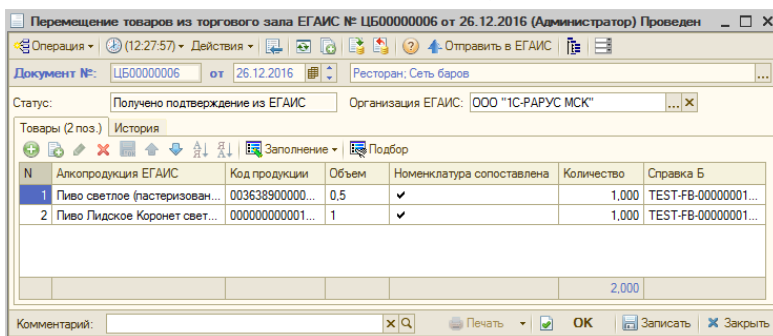 Перемещение товаров из торгового зала ЕГАИС № ЦБ00000006 от 26.12.2016 (Администратор) Проведен
Операция (12:27:57) Действия Отправить в ЕГАИС
Документ №: ЦБ00000006 от 26.12.2016 Ресторан; Сеть баров ...
Статус: Получено подтверждение из ЕГАИС Организация ЕГАИС: ООО "1С-РАРУС МСК" ...
Товары (2 поз.) История
Заполнение Подбор
N Алкопродукция ЕГАИС Код продукции Объем Номенклатура сопоставлена Количество Справка Б
1 Пиво светлое (пастеризован... 003638900000... 0,5 ✔ 1,000 TEST-FB-00000001...
2 Пиво Лидское Коронет свет... 000000000001... 1 ✔ 1,000 TEST-FB-00000001...
2,000
Комментарий: Печать OK Записать Закрыть